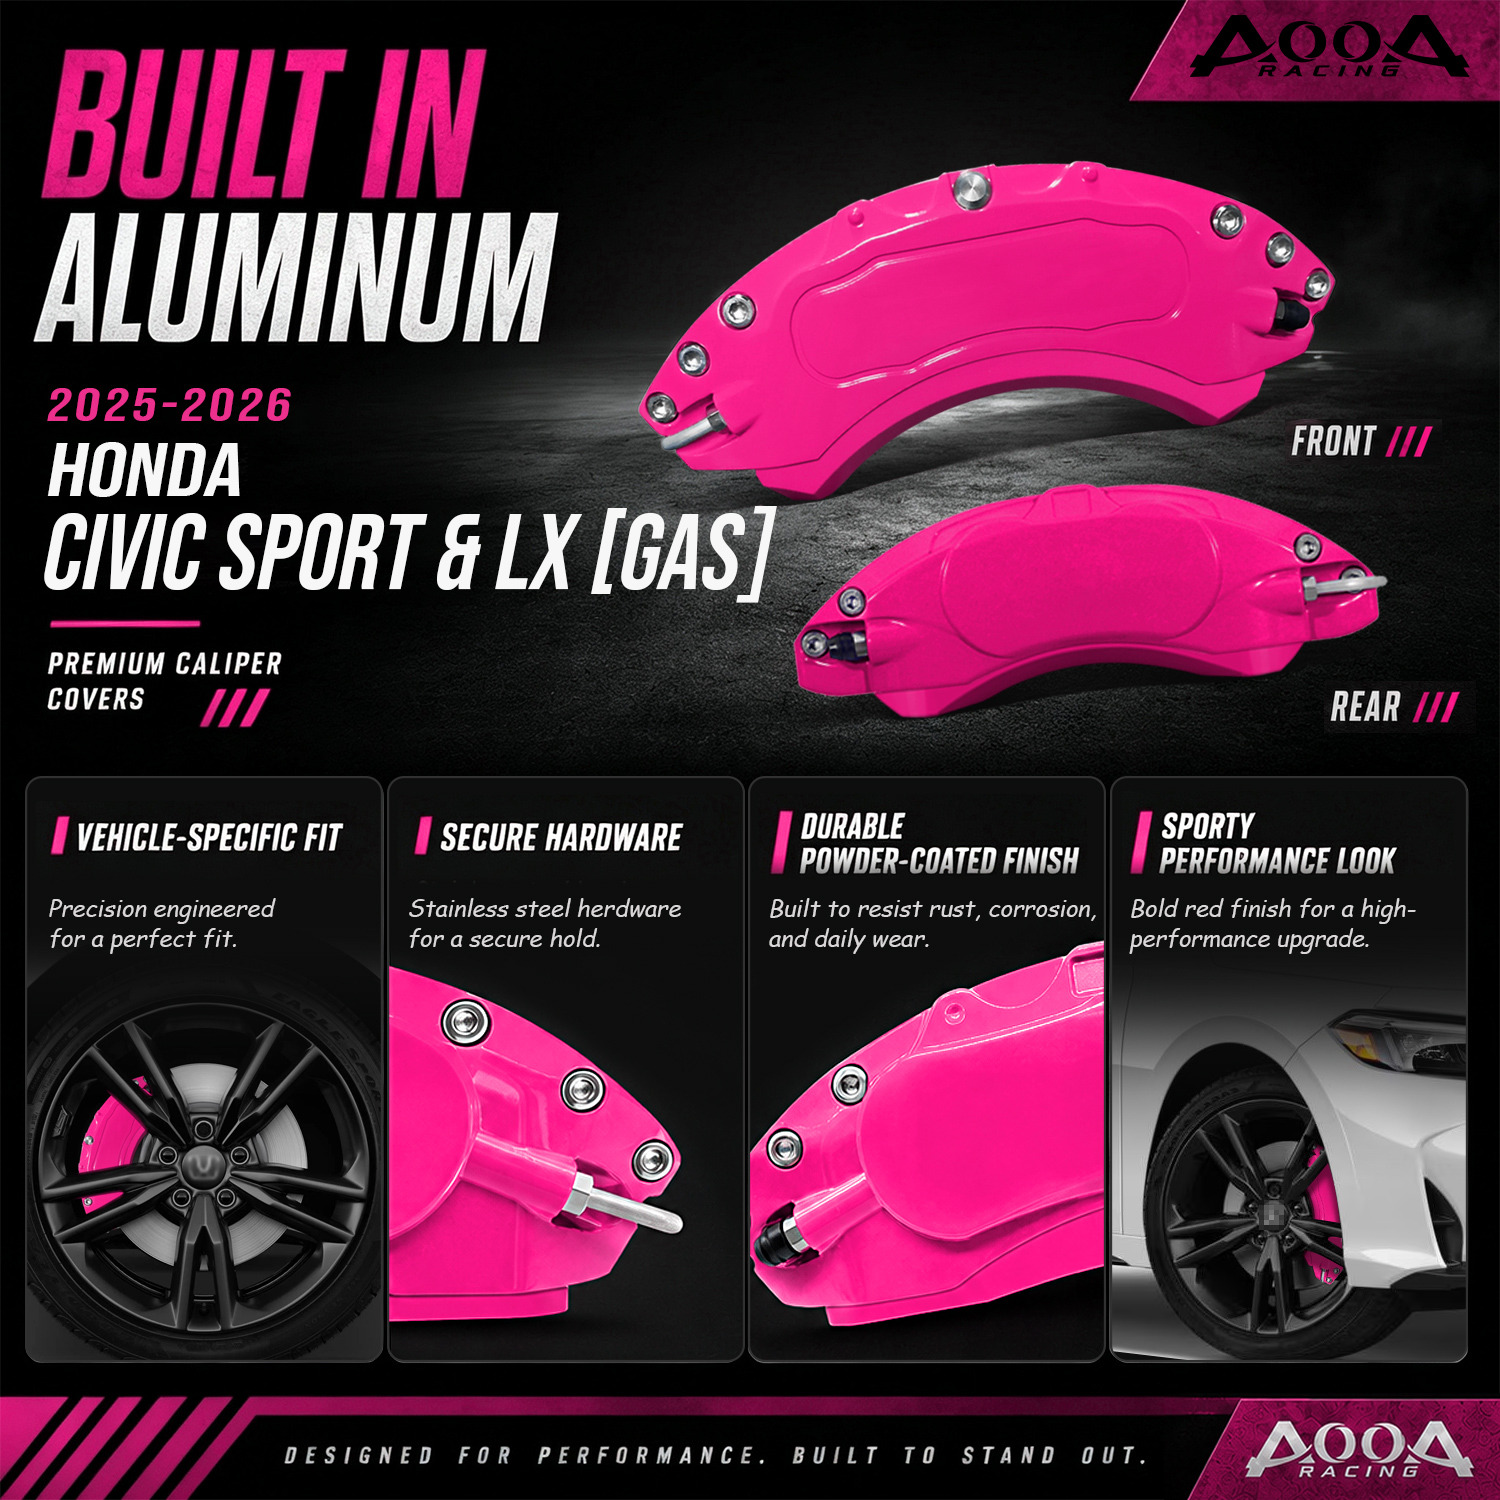 AOOA
RACING
BUILT IN
ALUMINUM
2025-2026
HONDA
CIVIC SPORT & LX [GAS]
PREMIUM CALIPER
COVERS
FRONT
REAR
VEHICLE-SPECIFIC FIT
Precision engineered
for a perfect fit.
SECURE HARDWARE
Stainless steel herdware
for a secure hold.
DURABLE
POWDER-COATED FINISH
Built to resist rust, corrosion,
and daily wear.
SPORTY
PERFORMANCE LOOK
Bold red finish for a high-
performance upgrade.
DESIGNED FOR PERFORMANCE. BUILT TO STAND OUT.
AOOA
RACING